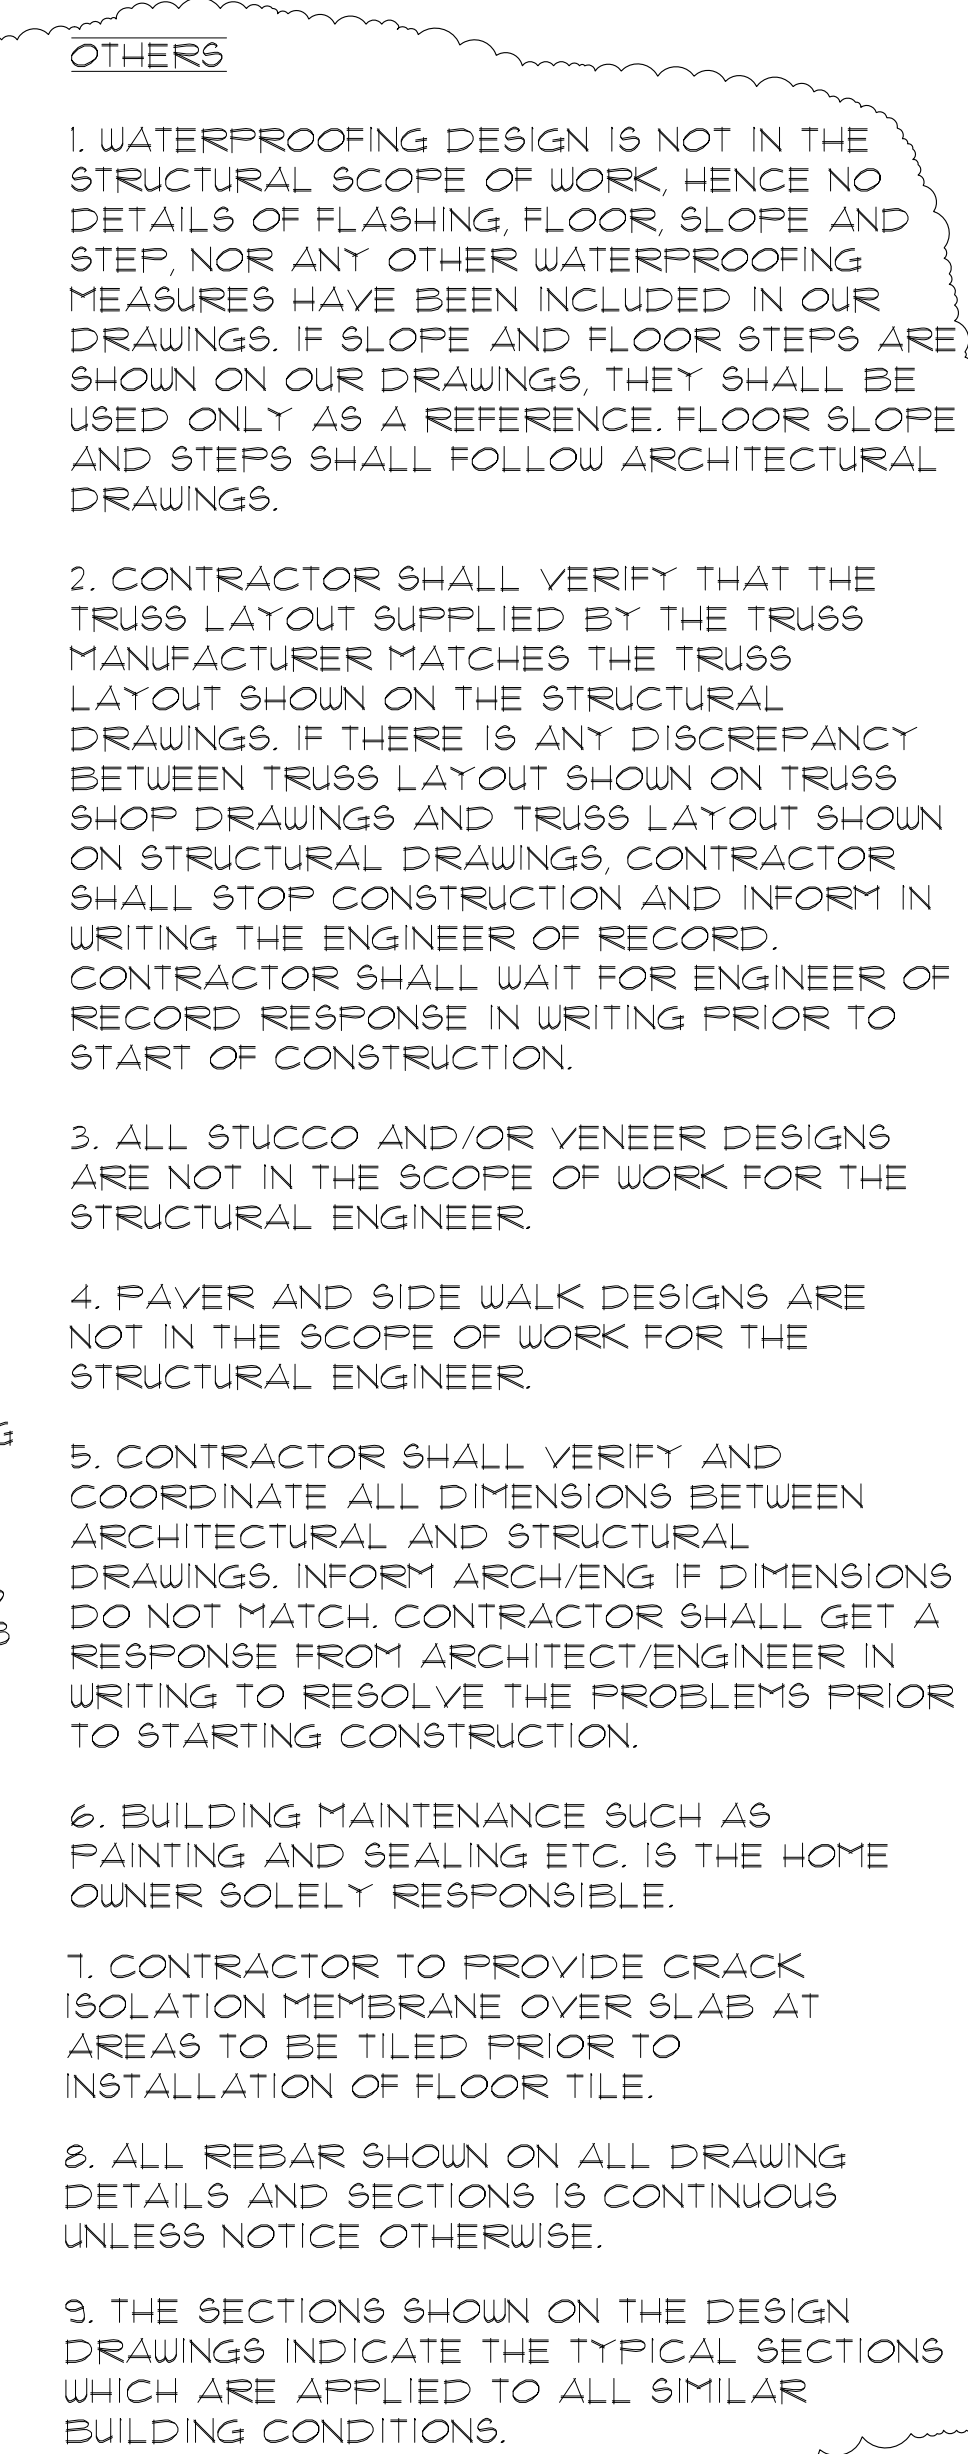 OTHERS
1. WATERPROOFING DESIGN IS NOT IN THE
STRUCTURAL SCOPE OF WORK, HENCE NO
DETAILS OF FLASHING, FLOOR, SLOPE AND
STEP, NOR ANY OTHER WATERPROOFING
MEASURES HAVE BEEN INCLUDED IN OUR
DRAWINGS. IF SLOPE AND FLOOR STEPS ARE
SHOWN ON OUR DRAWINGS, THEY SHALL BE
USED ONLY AS A REFERENCE. FLOOR SLOPE
AND STEPS SHALL FOLLOW ARCHITECTURAL
DRAWINGS.
2. CONTRACTOR SHALL VERIFY THAT THE
TRUSS LAYOUT SUPPLIED BY THE TRUSS
MANUFACTURER MATCHES THE TRUSS
LAYOUT SHOWN ON THE STRUCTURAL
DRAWINGS. IF THERE IS ANY DISCREPANCY
BETWEEN TRUSS LAYOUT SHOWN ON TRUSS
SHOP DRAWINGS AND TRUSS LAYOUT SHOWN
ON STRUCTURAL DRAWINGS, CONTRACTOR
SHALL STOP CONSTRUCTION AND INFORM IN
WRITING THE ENGINEER OF RECORD.
CONTRACTOR SHALL WAIT FOR ENGINEER OF
RECORD RESPONSE IN WRITING PRIOR TO
START OF CONSTRUCTION.
3. ALL STUCCO AND/OR VENEER DESIGNS
ARE NOT IN THE SCOPE OF WORK FOR THE
STRUCTURAL ENGINEER.
4. PAVER AND SIDE WALK DESIGNS ARE
NOT IN THE SCOPE OF WORK FOR THE
STRUCTURAL ENGINEER.
5. CONTRACTOR SHALL VERIFY AND
COORDINATE ALL DIMENSIONS BETWEEN
ARCHITECTURAL AND STRUCTURAL
DRAWINGS. INFORM ARCH/ENG IF DIMENSIONS
DO NOT MATCH. CONTRACTOR SHALL GET A
RESPONSE FROM ARCHITECT/ENGINEER IN
WRITING TO RESOLVE THE PROBLEMS PRIOR
TO STARTING CONSTRUCTION.
6. BUILDING MAINTENANCE SUCH AS
PAINTING AND SEALING ETC. IS THE HOME
OWNER SOLELY RESPONSIBLE.
7. CONTRACTOR TO PROVIDE CRACK
ISOLATION MEMBRANE OVER SLAB AT
AREAS TO BE TILED PRIOR TO
INSTALLATION OF FLOOR TILE.
8. ALL REBAR SHOWN ON ALL DRAWING
DETAILS AND SECTIONS IS CONTINUOUS
UNLESS NOTICE OTHERWISE.
9. THE SECTIONS SHOWN ON THE DESIGN
DRAWINGS INDICATE THE TYPICAL SECTIONS
WHICH ARE APPLIED TO ALL SIMILAR
BUILDING CONDITIONS.